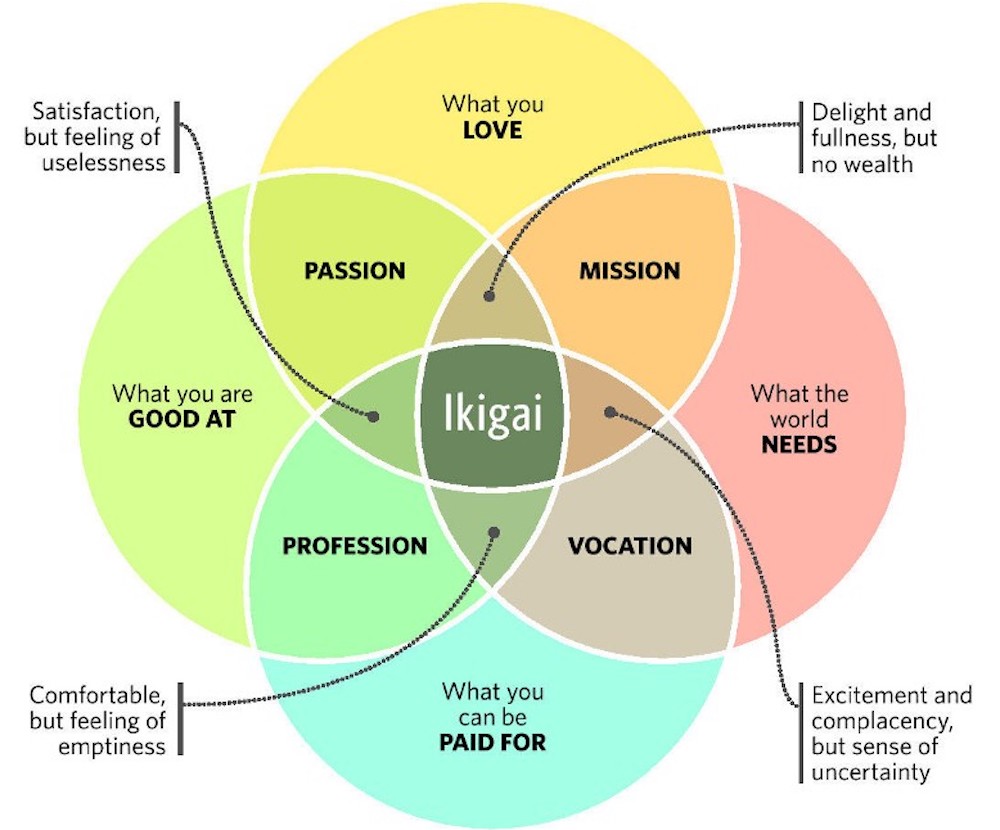 What you
LOVE
Satisfaction,
but feeling of
uselessness
Delight and
fullness, but
no wealth
PASSION
MISSION
What you are
GOOD AT
Ikigai
What the
world
NEEDS
PROFESSION
VOCATION
Comfortable,
but feeling of
emptiness
What you
can be
PAID FOR
Excitement and
complacency,
but sense of
uncertainty